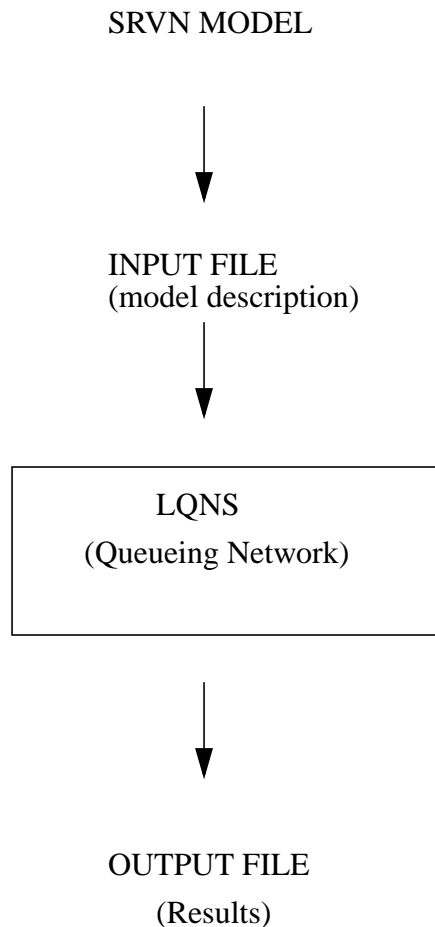 SRVN MODEL
INPUT FILE
(model description)
LQNS
(Queueing Network)
OUTPUT FILE
(Results)